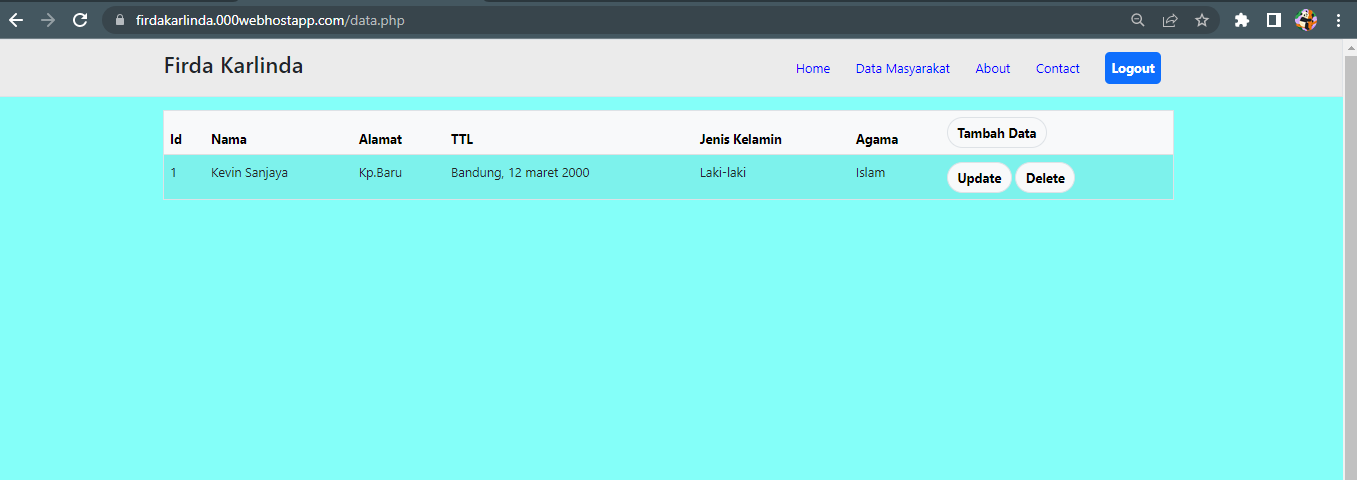 firdakarlinda.000webhostapp.com/data.php
Firda Karlinda Home Data Masyarakat About Contact Logout
Id Nama Alamat TTL Jenis Kelamin Agama Tambah Data
1 Kevin Sanjaya Kp.Baru Bandung, 12 maret 2000 Laki-laki Islam Update Delete